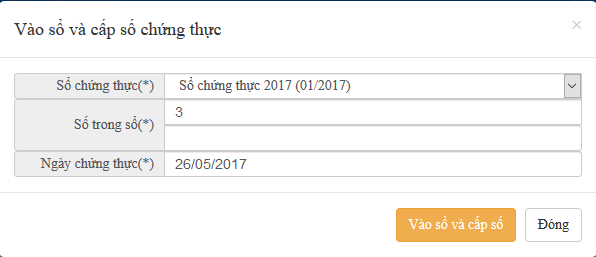 Vào sổ và cấp số chứng thực
×
Sổ chứng thực(*) Sổ chứng thực 2017 (01/2017)
Số trong sổ(*) 3
Ngày chứng thực(*) 26/05/2017
Vào sổ và cấp số Đóng